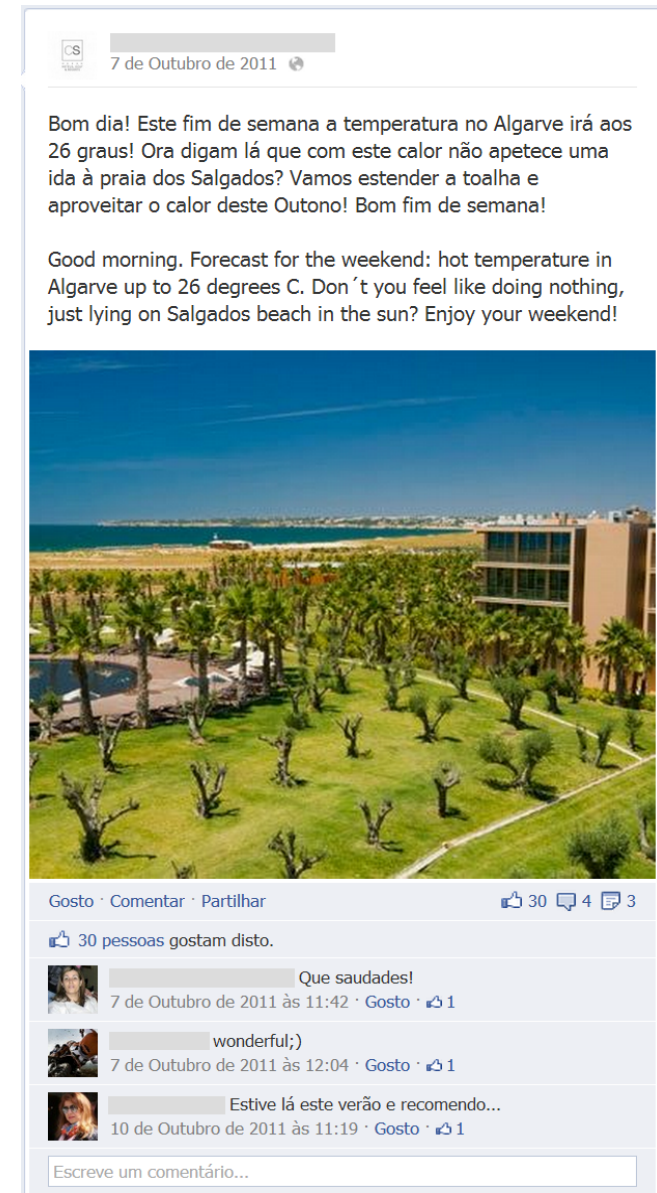 CS
7 de Outubro de 2011
Bom dia! Este fim de semana a temperatura no Algarve irá aos
26 graus! Ora digam lá que com este calor não apetece uma
ida à praia dos Salgados? Vamos estender a toalha e
aproveitar o calor deste Outono! Bom fim de semana!
Good morning. Forecast for the weekend: hot temperature in
Algarve up to 26 degrees C. Don´t you feel like doing nothing,
just lying on Salgados beach in the sun? Enjoy your weekend!
Gosto · Comentar · Partilhar 30 4 3
30 pessoas gostam disto.
Que saudades!
7 de Outubro de 2011 às 11:42 · Gosto · 1
wonderful;)
7 de Outubro de 2011 às 12:04 · Gosto · 1
Estive lá este verão e recomendo...
10 de Outubro de 2011 às 11:19 · Gosto · 1
Escreve um comentário...